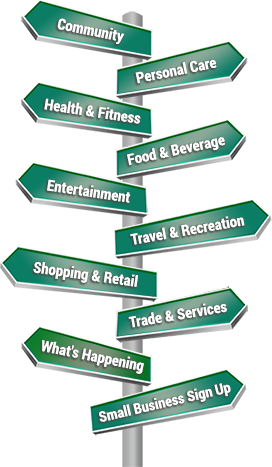 Community
Personal Care
Health & Fitness
Food & Beverage
Entertainment
Travel & Recreation
Shopping & Retail
Trade & Services
What's Happening
Small Business Sign Up